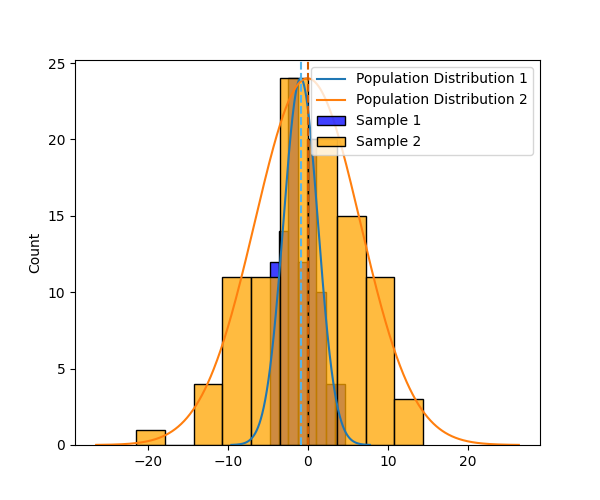 25
20
15
10
5
0
Count
Population Distribution 1
Population Distribution 2
Sample 1
Sample 2
−20
−10
0
10
20